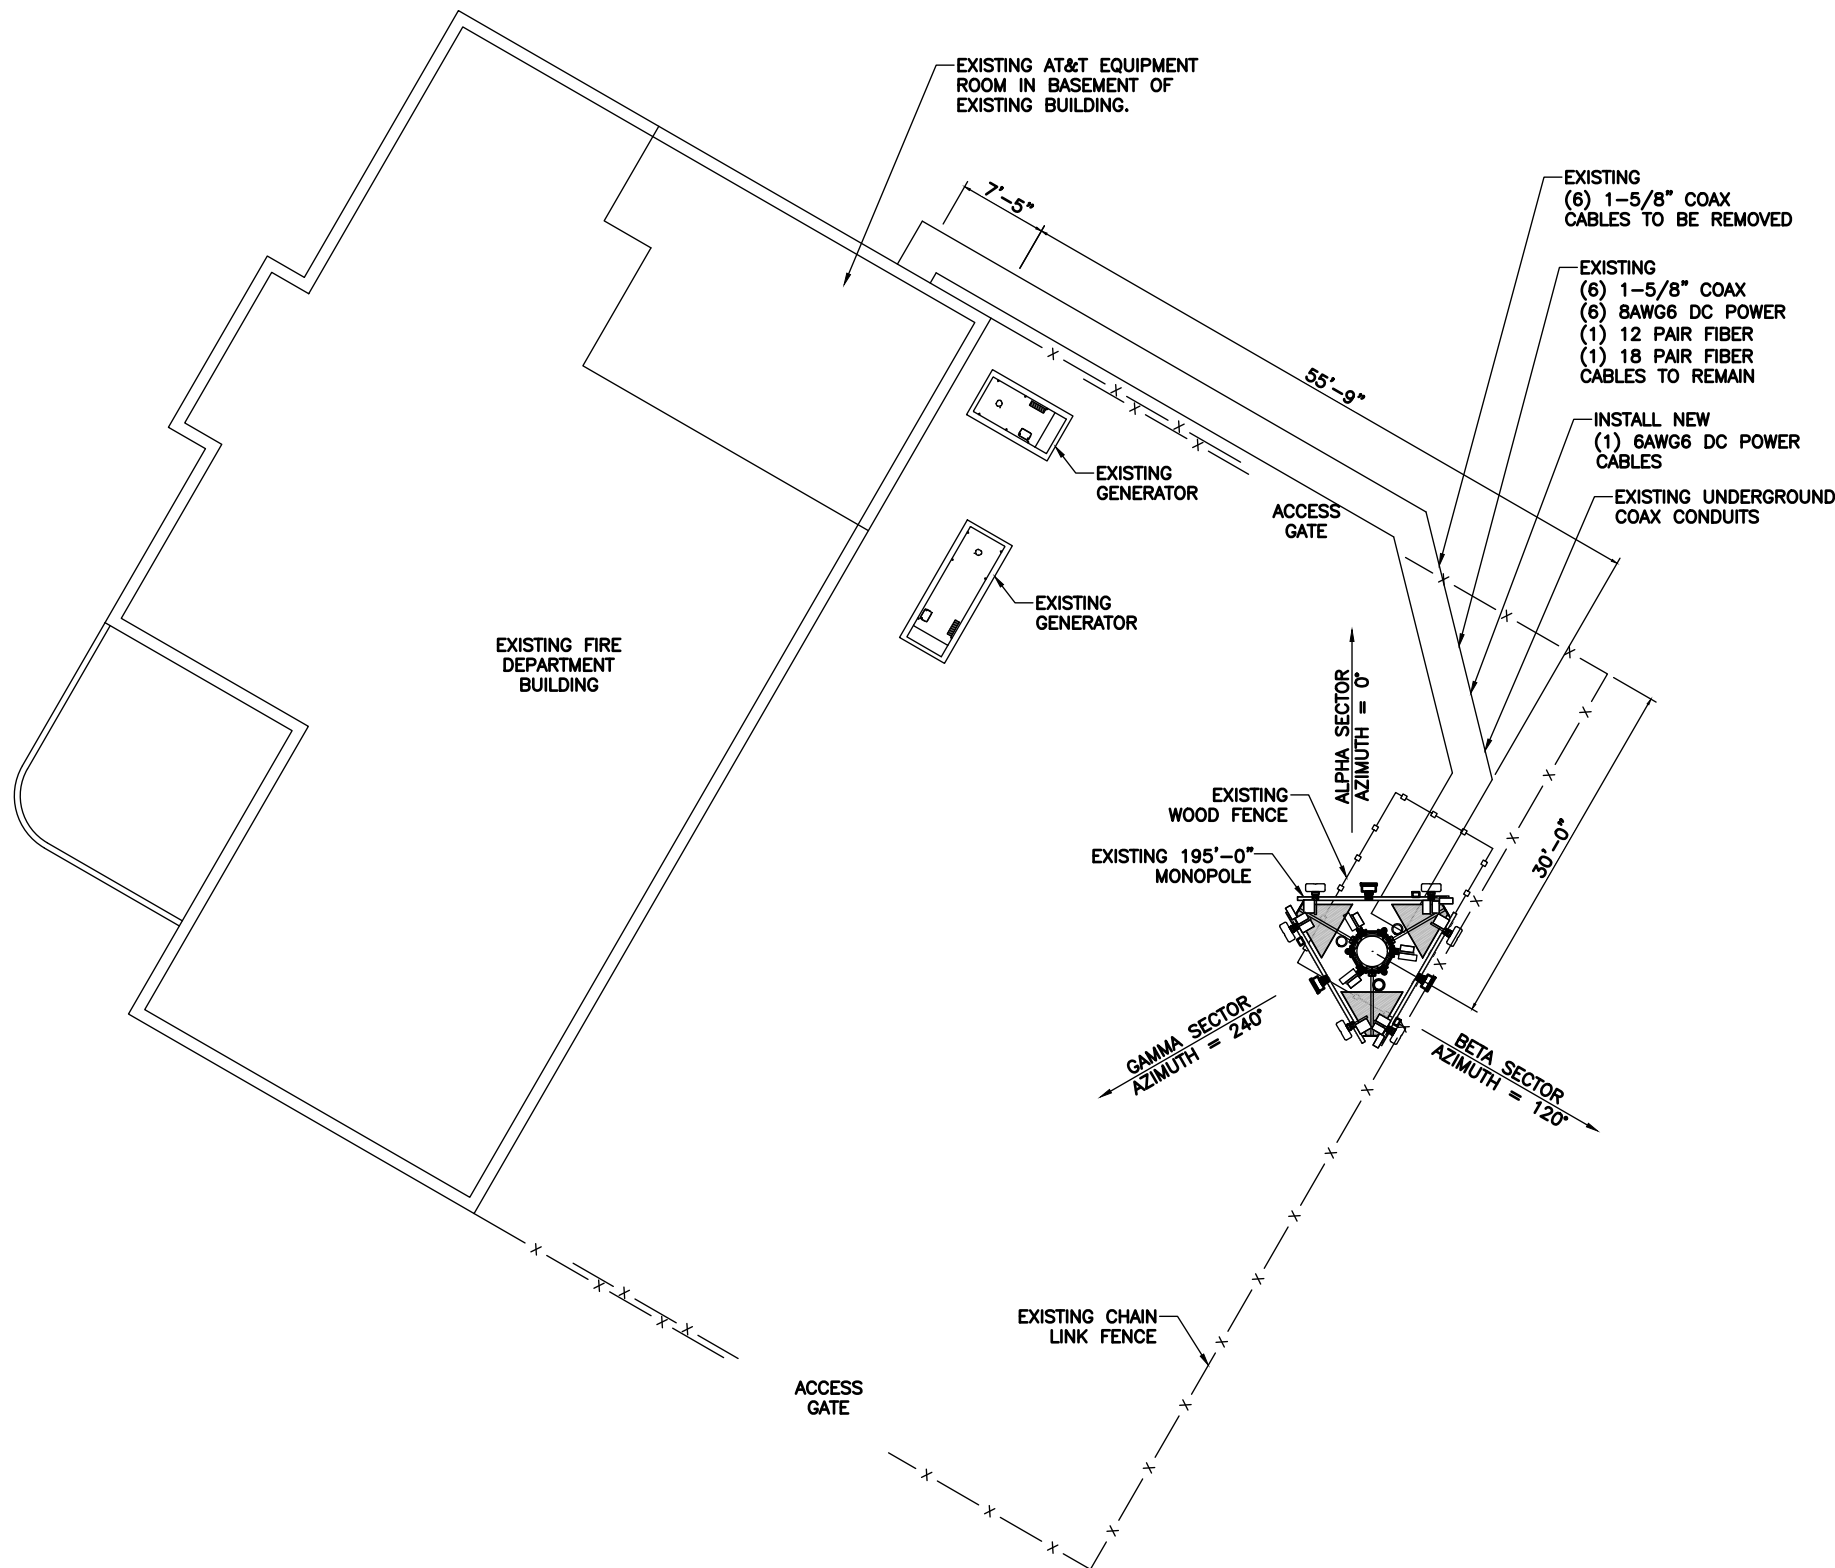 EXISTING AT&T EQUIPMENT
ROOM IN BASEMENT OF
EXISTING BUILDING.
7'-5"
55'-9"
EXISTING
(6) 1-5/8" COAX
CABLES TO BE REMOVED
EXISTING
(6) 1-5/8" COAX
(6) 8AWG6 DC POWER
(1) 12 PAIR FIBER
(1) 18 PAIR FIBER
CABLES TO REMAIN
INSTALL NEW
(1) 6AWG6 DC POWER
CABLES
EXISTING UNDERGROUND
COAX CONDUITS
EXISTING
GENERATOR
ACCESS
GATE
EXISTING
GENERATOR
EXISTING FIRE
DEPARTMENT
BUILDING
ALPHA SECTOR
AZIMUTH = 0°
EXISTING
WOOD FENCE
EXISTING 195'-0"
MONOPOLE
30'-0"
GAMMA SECTOR
AZIMUTH = 240°
BETA SECTOR
AZIMUTH = 120°
EXISTING CHAIN
LINK FENCE
ACCESS
GATE